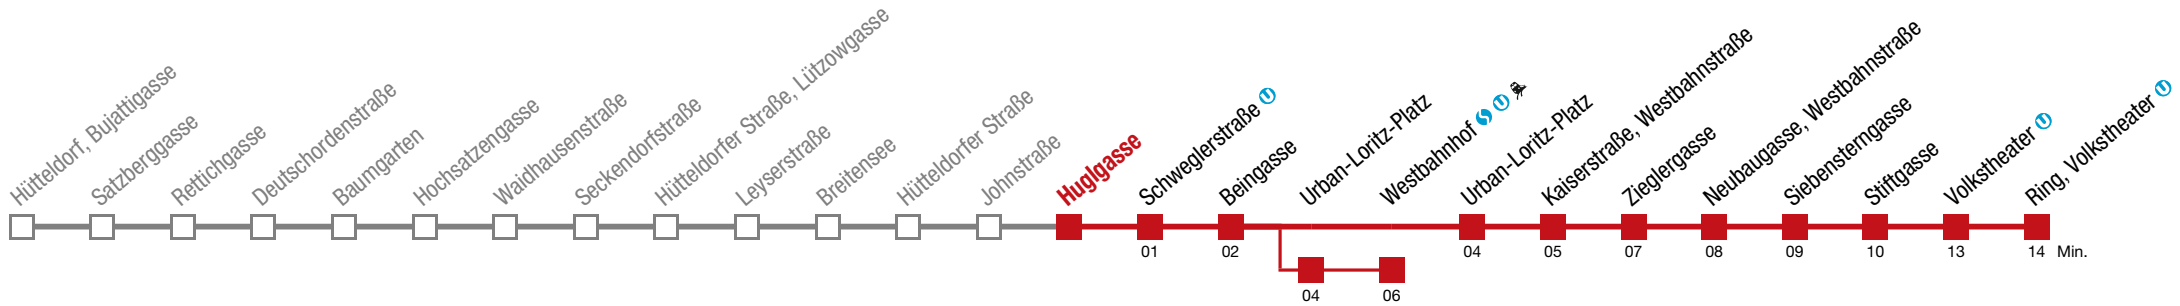 Hütteldorf, Bujattigasse
Satzberggasse
Rettichgasse
Deutschordenstraße
Baumgarten
Hochsatzengasse
Waidhausenstraße
Seckendorfstraße
Hütteldorfer Straße, Lützowgasse
Leyserstraße
Breitensee
Hütteldorfer Straße
Johnstraße
Huglgasse
Schweglerstraße U
Beingasse
Urban-Loritz-Platz
Westbahnhof S U
Urban-Loritz-Platz
Kaiserstraße, Westbahnstraße
Zieglergasse
Neubaugasse, Westbahnstraße
Siebensterngasse
Stiftgasse
Volkstheater U
Ring, Volkstheater U
01 02 04 05 07 08 09 10 13 14 Min.
04 06